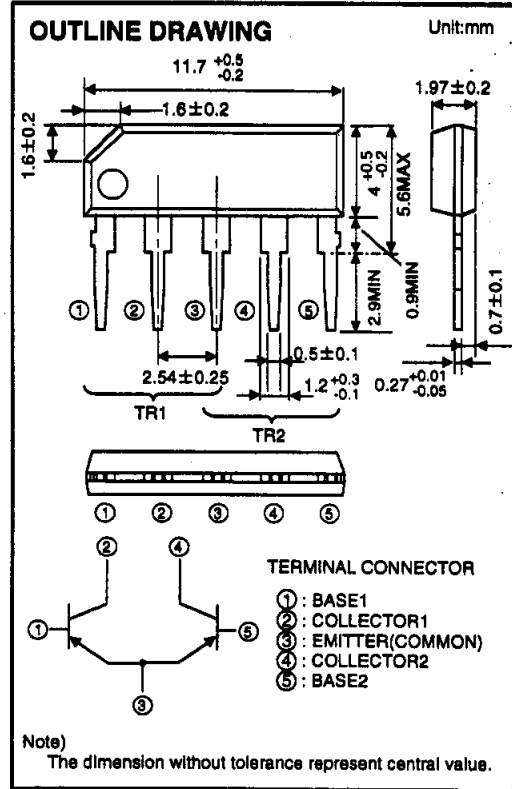 OUTLINE DRAWING
Unit:mm
11.7 +0.5 -0.2
1.6±0.2
1.97±0.2
1.6±0.2
4 +0.5 -0.2
5.6MAX
2.9MIN
0.9MIN
0.7±0.1
① ② ③ ④ ⑤
0.5±0.1
2.54±0.25
1.2 +0.3 -0.1
0.27 +0.01 -0.05
TR1
TR2
① ② ③ ④ ⑤
② ④
① ⑤
③
TERMINAL CONNECTOR
① : BASE1
② : COLLECTOR1
③ : EMITTER(COMMON)
④ : COLLECTOR2
⑤ : BASE2
Note)
The dimension without tolerance represent central value.